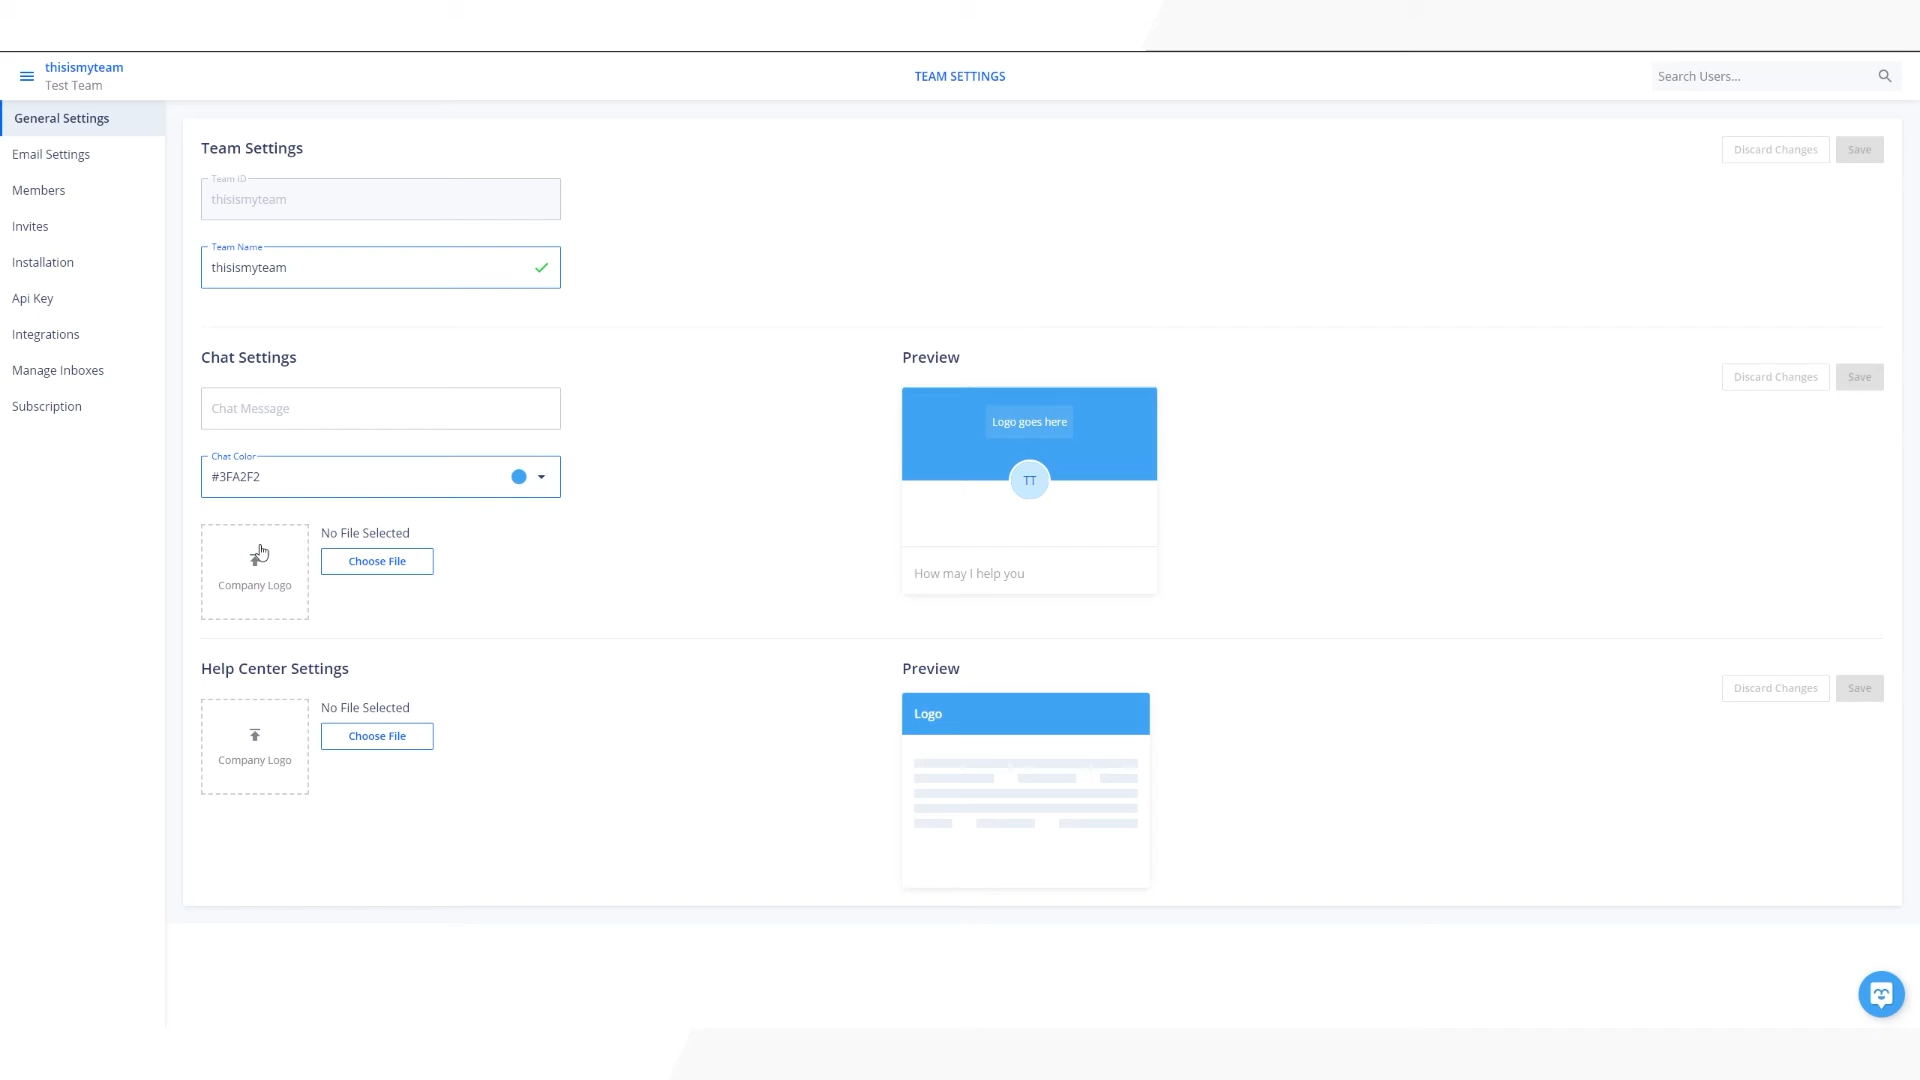 thisismyteam
Test Team
TEAM SETTINGS
Search Users...
General Settings
Email Settings
Members
Invites
Installation
Api Key
Integrations
Manage Inboxes
Subscription
Team Settings
Discard Changes
Save
Team ID
thisismyteam
Team Name
thisismyteam
Chat Settings
Chat Message
Chat Color
#3FA2F2
No File Selected
Choose File
Company Logo
Preview
Discard Changes
Save
Logo goes here
TT
How may I help you
Help Center Settings
No File Selected
Choose File
Company Logo
Preview
Discard Changes
Save
Logo